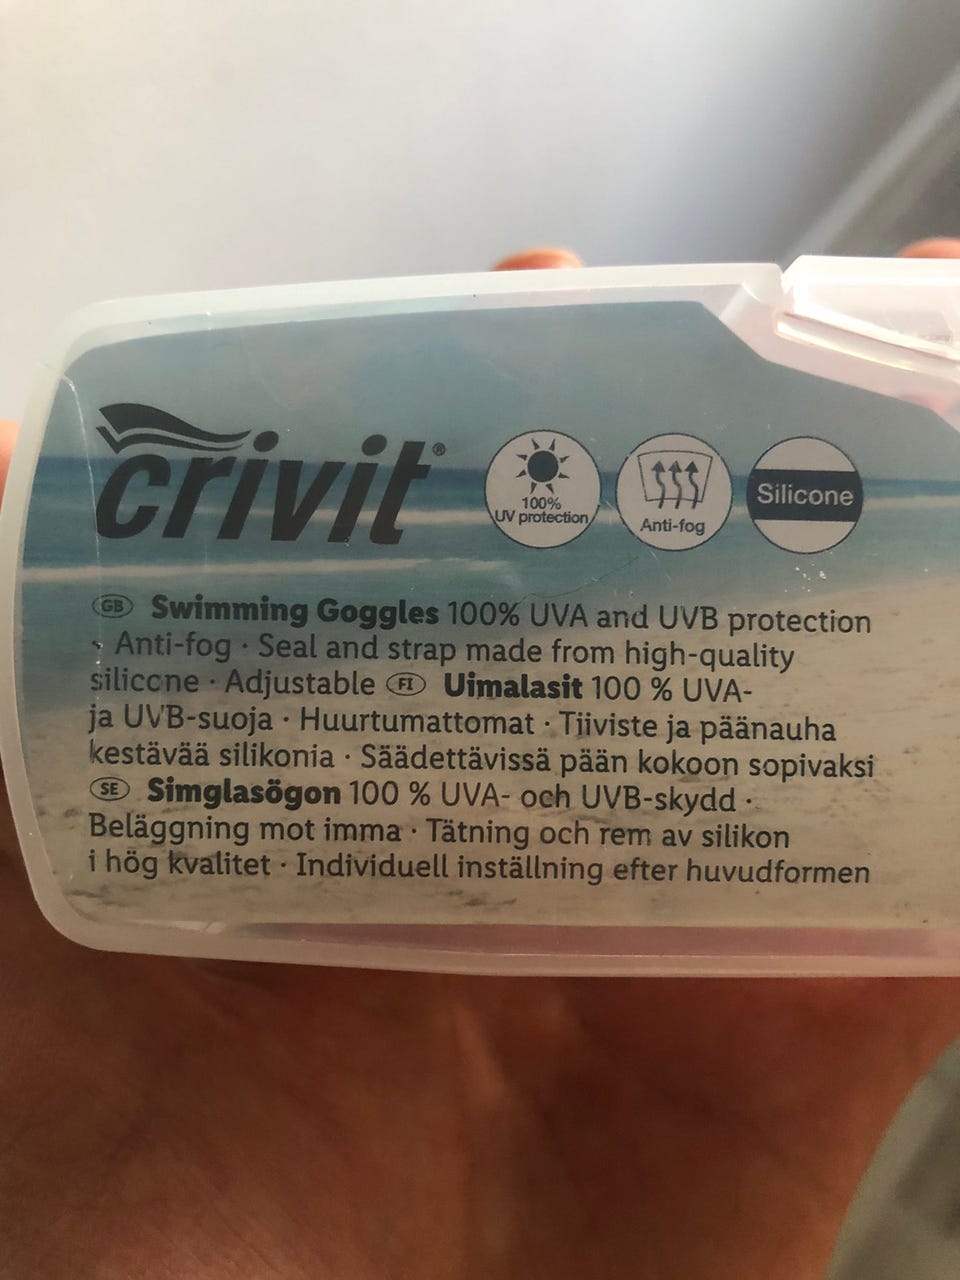 crivit®
100%
UV protection
Anti-fog
Silicone
GB Swimming Goggles 100% UVA and UVB protection
· Anti-fog · Seal and strap made from high-quality
silicone · Adjustable FI Uimalasit 100 % UVA-
ja UVB-suoja · Huurtumattomat · Tiiviste ja päänauha
kestävää silikonia · Säädettävissä pään kokoon sopivaksi
SE Simglasögon 100 % UVA- och UVB-skydd ·
Beläggning mot imma · Tätning och rem av silikon
i hög kvalitet · Individuell inställning efter huvudformen